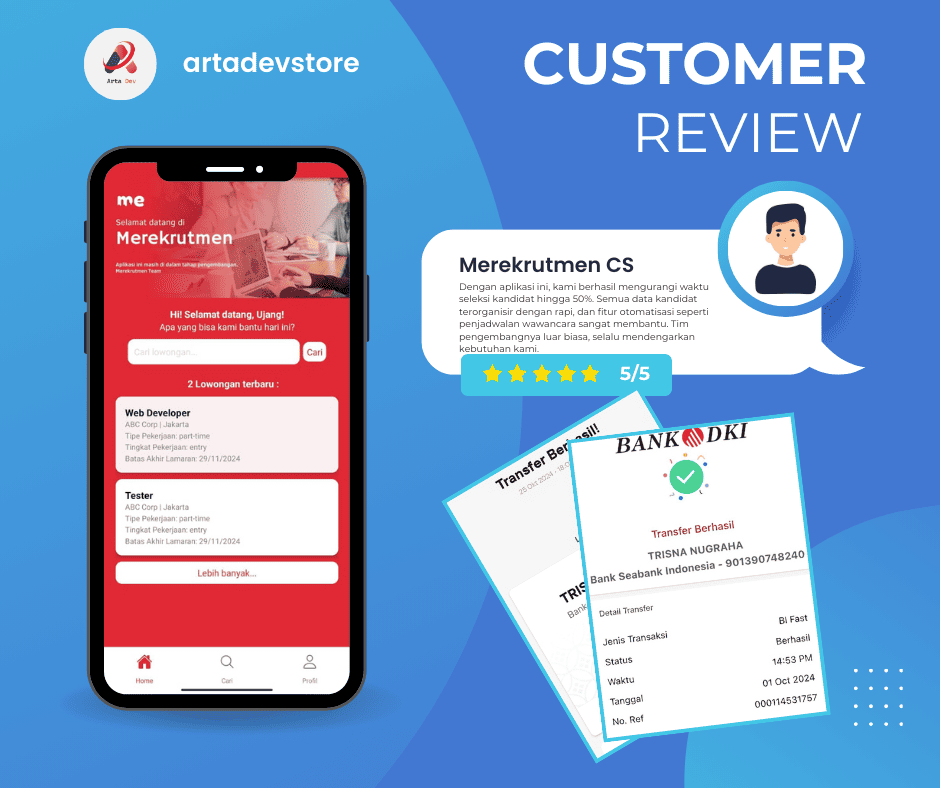 Arta Dev
artadevstore
CUSTOMER
REVIEW
me
Selamat datang di
Merekrutmen
Aplikasi ini masih di dalam tahap pengembangan.
Merekrutmen Team
Hi! Selamat datang, Ujang!
Apa yang bisa kami bantu hari ini?
Cari lowongan...
Cari
2 Lowongan terbaru :
Web Developer
ABC Corp | Jakarta
Tipe Pekerjaan: part-time
Tingkat Pekerjaan: entry
Batas Akhir Lamaran: 29/11/2024
Tester
ABC Corp | Jakarta
Tipe Pekerjaan: part-time
Tingkat Pekerjaan: entry
Batas Akhir Lamaran: 29/11/2024
Lebih banyak...
Home
Cari
Profil
Merekrutmen CS
Dengan aplikasi ini, kami berhasil mengurangi waktu
seleksi kandidat hingga 50%. Semua data kandidat
terorganisir dengan rapi, dan fitur otomatisasi seperti
penjadwalan wawancara sangat membantu. Tim
pengembangnya luar biasa, selalu mendengarkan
kebutuhan kami.
5/5
Transfer Berhasil!
25 Okt 2024
TRIS
Bank
BANK DKI
Transfer Berhasil
TRISNA NUGRAHA
Bank Seabank Indonesia - 901390748240
Detail Transfer
Jenis Transaksi BI Fast
Status Berhasil
Waktu 14:53 PM
Tanggal 01 Oct 2024
No. Ref 000114531757